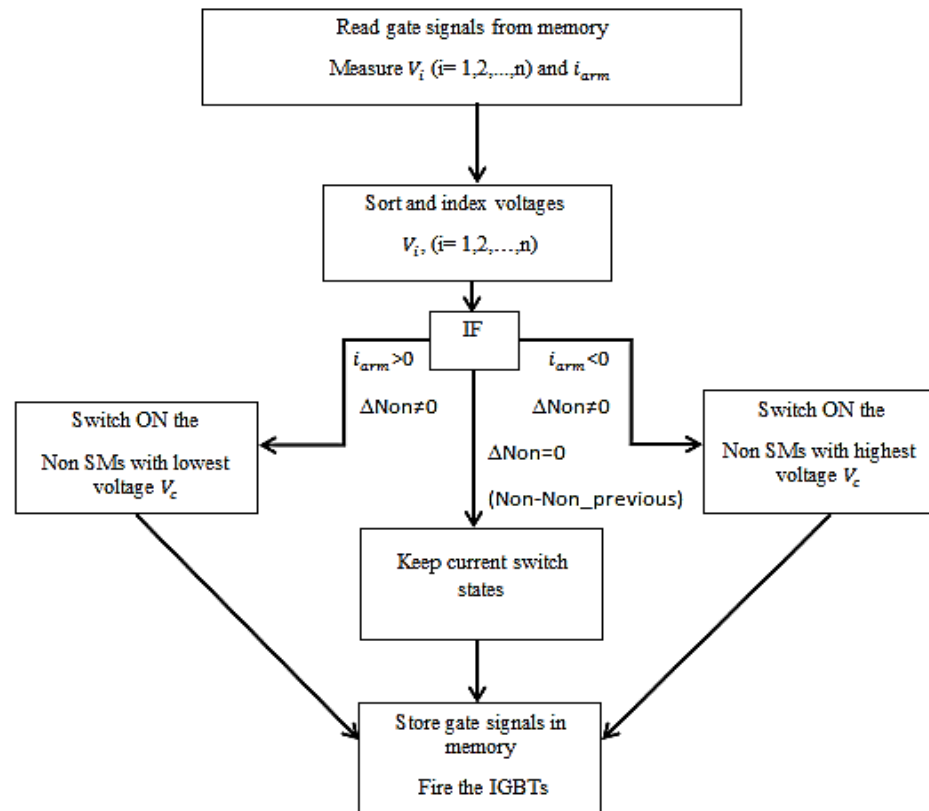 Read gate signals from memory
Measure V_i (i= 1,2,...,n) and i_arm
Sort and index voltages
V_i, (i= 1,2,...,n)
IF
i_arm>0
ΔNon≠0
i_arm<0
ΔNon≠0
Switch ON the
Non SMs with lowest
voltage V_c
ΔNon=0
(Non-Non_previous)
Switch ON the
Non SMs with highest
voltage V_c
Keep current switch
states
Store gate signals in
memory
Fire the IGBTs